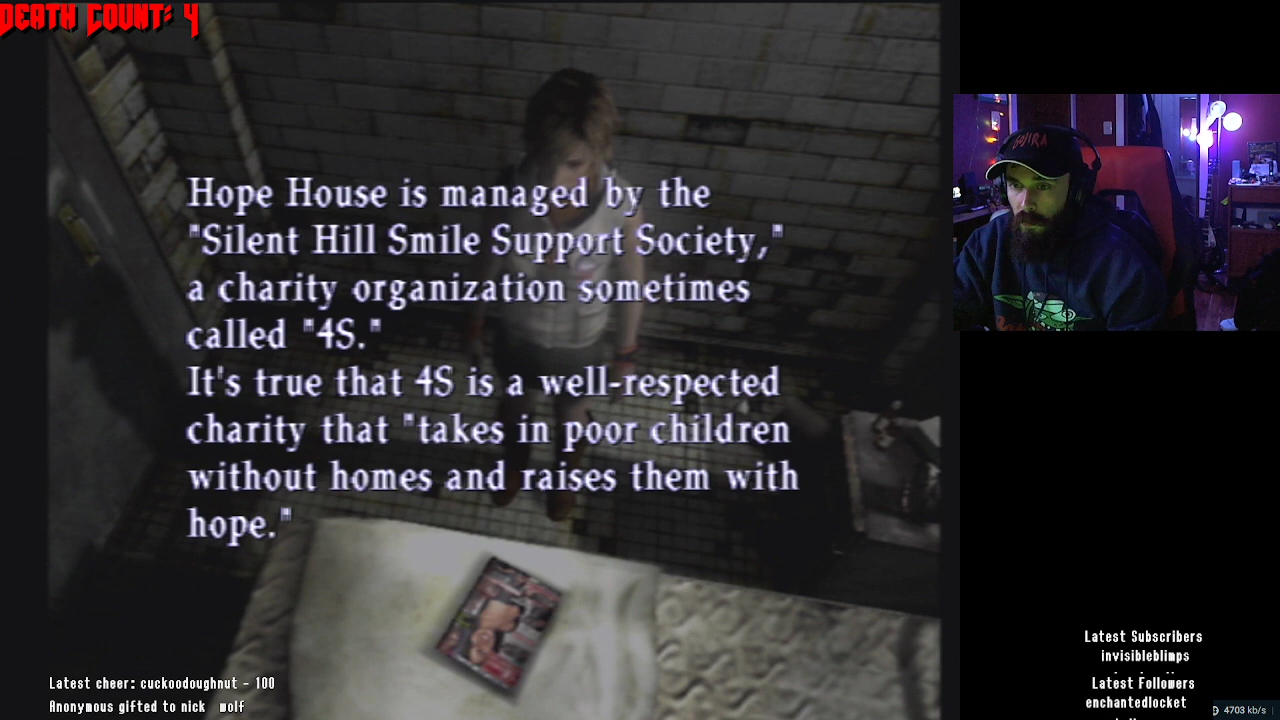 DEATH COUNT: 4
Hope House is managed by the
"Silent Hill Smile Support Society,"
a charity organization sometimes
called "4S."
It's true that 4S is a well-respected
charity that "takes in poor children
without homes and raises them with
hope."
GOJIRA
Latest cheer: cuckoodoughnut - 100
Anonymous gifted to nick_wolf
Latest Subscribers
invisibleblimps
Latest Followers
enchantedlocket
4703 kb/s